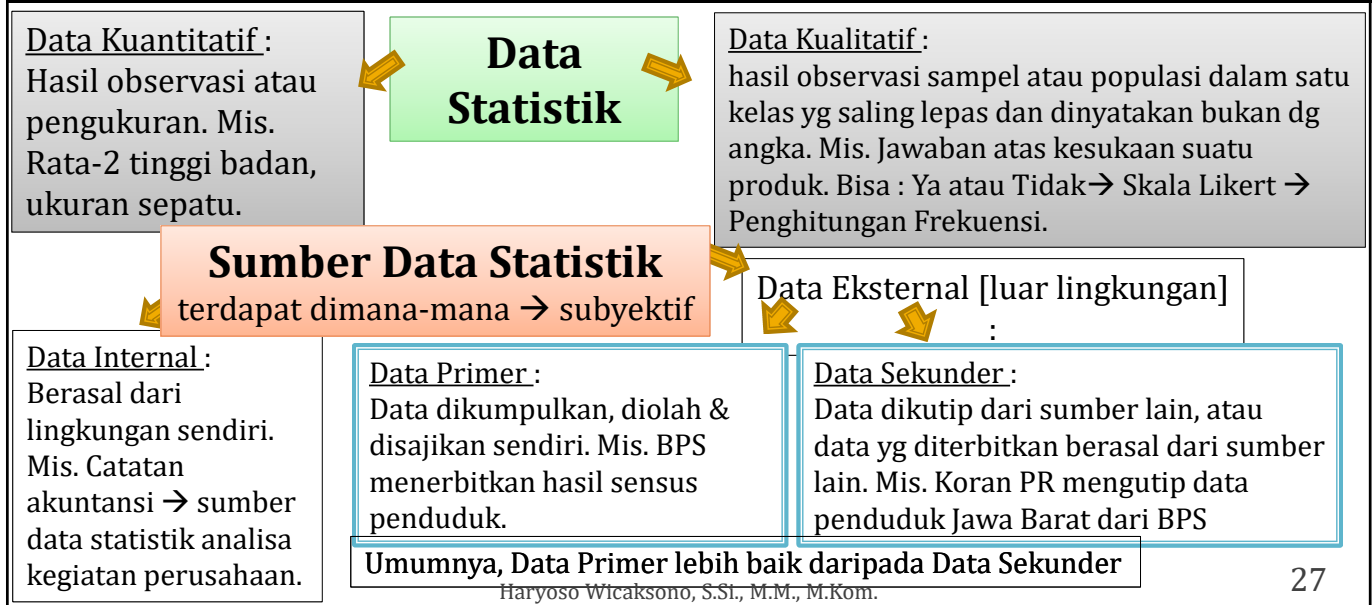 Data Kuantitatif :
Hasil observasi atau
pengukuran. Mis.
Rata-2 tinggi badan,
ukuran sepatu.
Data
Statistik
Data Kualitatif :
hasil observasi sampel atau populasi dalam satu
kelas yg saling lepas dan dinyatakan bukan dg
angka. Mis. Jawaban atas kesukaan suatu
produk. Bisa : Ya atau Tidak→ Skala Likert →
Penghitungan Frekuensi.
Sumber Data Statistik
terdapat dimana-mana → subyektif
Data Eksternal [luar lingkungan]
:
Data Internal :
Berasal dari
lingkungan sendiri.
Mis. Catatan
akuntansi → sumber
data statistik analisa
kegiatan perusahaan.
Data Primer :
Data dikumpulkan, diolah &
disajikan sendiri. Mis. BPS
menerbitkan hasil sensus
penduduk.
Data Sekunder :
Data dikutip dari sumber lain, atau
data yg diterbitkan berasal dari sumber
lain. Mis. Koran PR mengutip data
penduduk Jawa Barat dari BPS
Umumnya, Data Primer lebih baik daripada Data Sekunder
Haryoso Wicaksono, S.Si., M.M., M.Kom.
27